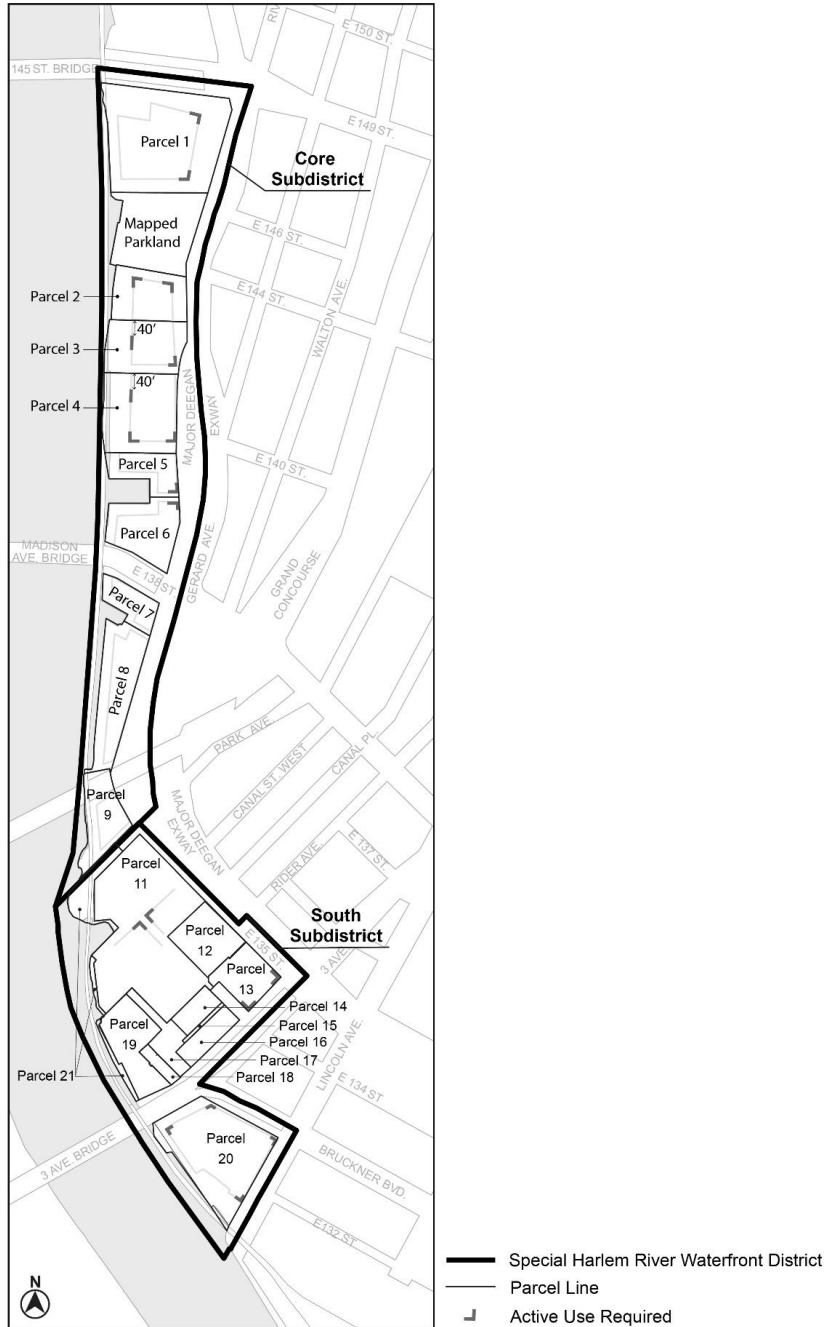 RIV
E 150 ST.
145 ST. BRIDGE
E 149 ST.
Parcel 1
Core
Subdistrict
Mapped
Parkland
E 146 ST.
E 144 ST.
WALTON AVE.
Parcel 2
40'
Parcel 3
40'
Parcel 4
MAJOR DEEGAN
EXWAY
E 140 ST.
Parcel 5
Parcel 6
MADISON
AVE. BRIDGE
E 138 ST.
GERARD AVE.
GRAND
CONCOURSE
Parcel 7
Parcel 8
PARK AVE.
CANAL ST. WEST
CANAL PL.
Parcel
9
MAJOR DEEGAN
EXWAY
E 137 ST.
RIDER AVE.
Parcel
11
South
Subdistrict
Parcel
12
E 135 ST.
3 AVE.
Parcel
13
Parcel 14
Parcel 15
Parcel
19
Parcel 16
Parcel 17
Parcel 18
Parcel 21
LINCOLN AVE.
E 134 ST
Parcel
20
3 AVE. BRIDGE
BRUCKNER BVD.
E 132 ST.
N
Special Harlem River Waterfront District
Parcel Line
Active Use Required